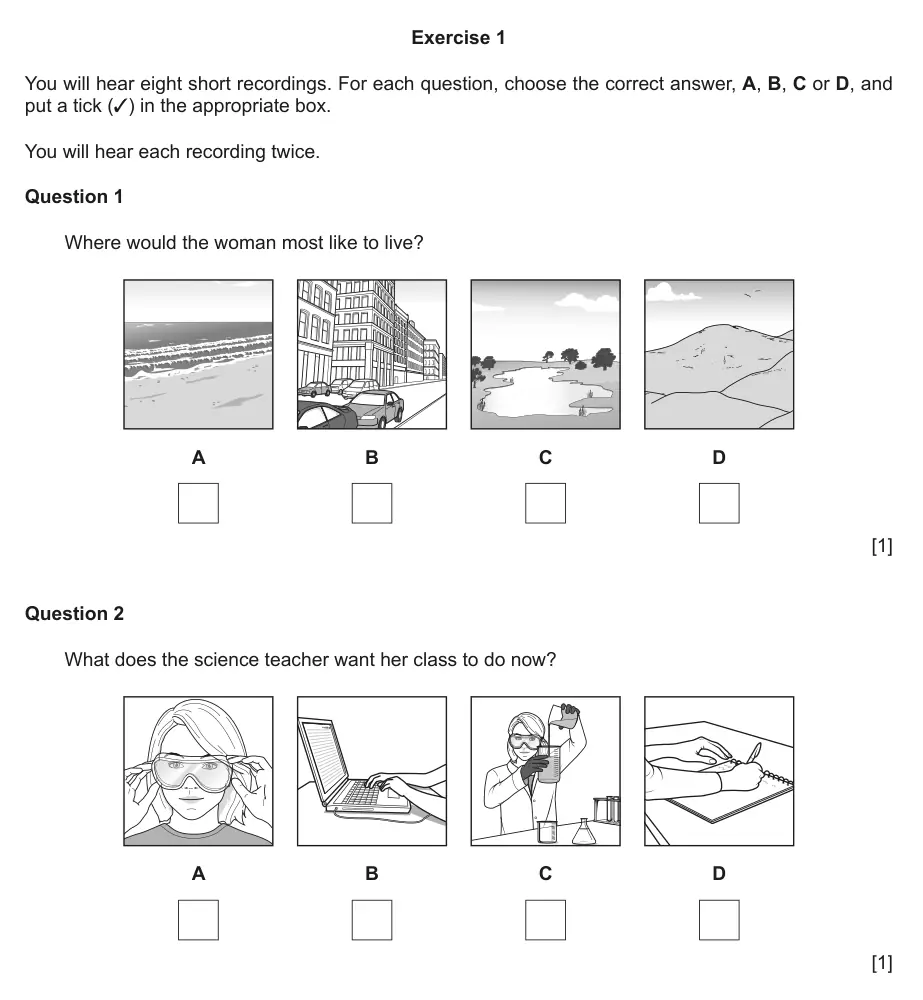 Exercise 1
You will hear eight short recordings. For each question, choose the correct answer, A, B, C or D, and
put a tick (✓) in the appropriate box.
You will hear each recording twice.
Question 1
Where would the woman most like to live?
A B C D
[1]
Question 2
What does the science teacher want her class to do now?
A B C D
[1]